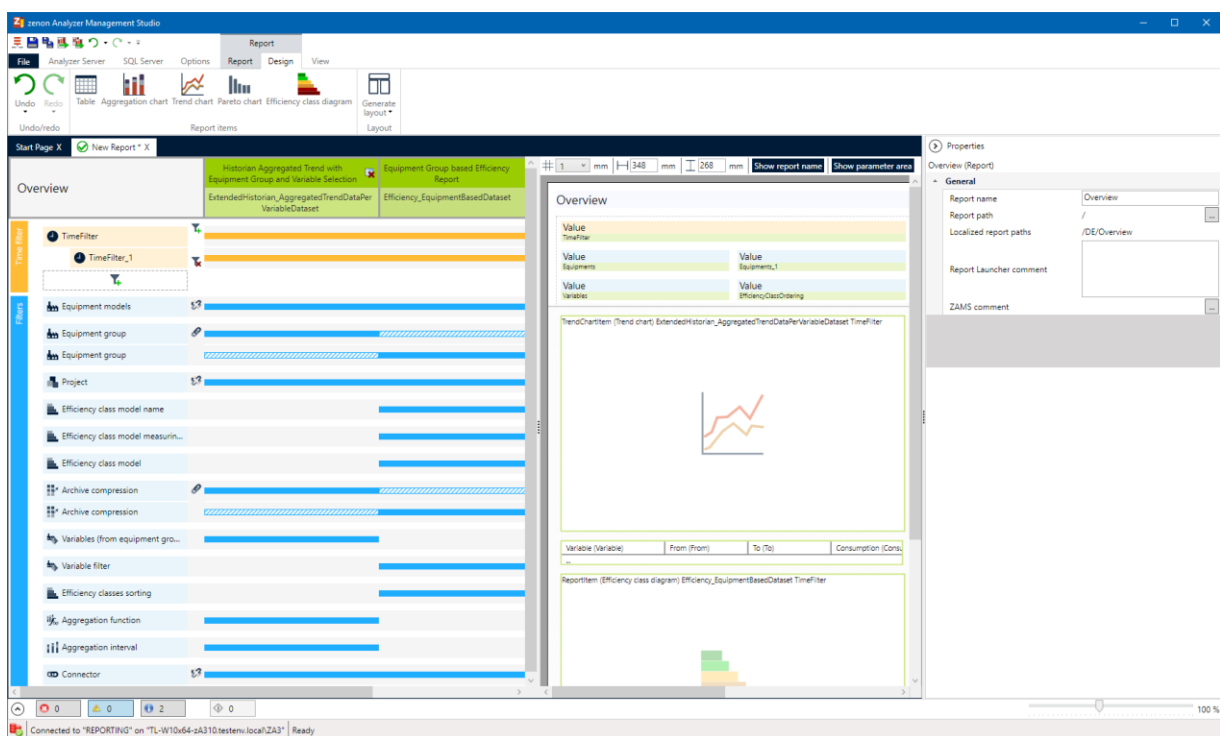 zenon Analyzer Management Studio
Report
File Analyzer Server SQL Server Options Report Design View
Undo Redo Table Aggregation chart Trend chart Pareto chart Efficiency class diagram Generate layout
Undo/redo Report items Layout
Start Page X New Report * X
Overview
Historian Aggregated Trend with
Equipment Group and Variable Selection
ExtendedHistorian_AggregatedTrendDataPer
VariableDataset
Equipment Group based Efficiency
Report
Efficiency_EquipmentBasedDataset
Time filter
TimeFilter
TimeFilter_1
Filters
Equipment models
Equipment group
Equipment group
Project
Efficiency class model name
Efficiency class model measurin...
Efficiency class model
Archive compression
Archive compression
Variables (from equipment gro...
Variable filter
Efficiency classes sorting
Aggregation function
Aggregation interval
Connector
1 mm 348 mm 268 mm Show report name Show parameter area
Overview
Value
TimeFilter
Value Value
Equipments Equipments_1
Value Value
Variables EfficiencyClassOrdering
TrendChartItem (Trend chart) ExtendedHistorian_AggregatedTrendDataPerVariableDataset TimeFilter
Variable (Variable) From (From) To (To) Consumption (Consu
...
ReportItem (Efficiency class diagram) Efficiency_EquipmentBasedDataset TimeFilter
Properties
Overview (Report)
General
Report name Overview
Report path / ...
Localized report paths /DE/Overview
Report Launcher comment
ZAMS comment ...
0 0 2 0
100 %
Connected to "REPORTING" on "TL-W10x64-zA310.testenv.local\ZA3" Ready